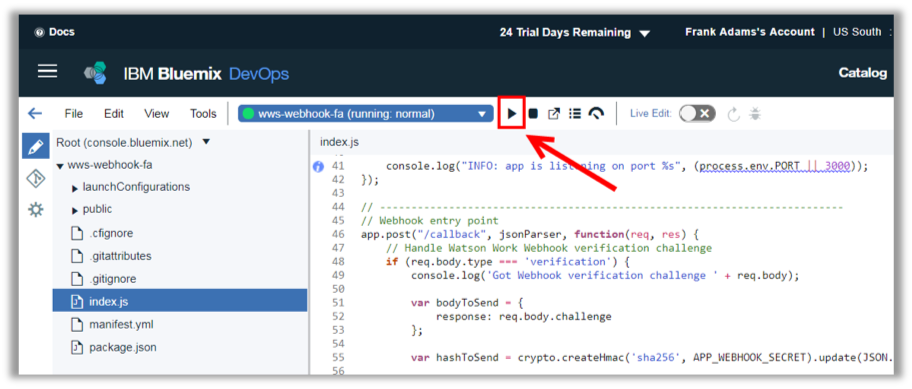 Docs
24 Trial Days Remaining
Frank Adams's Account | US South
IBM Bluemix DevOps
Catalog
File Edit View Tools
wws-webhook-fa (running: normal)
Live Edit:
Root (console.bluemix.net)
wws-webhook-fa
launchConfigurations
public
.cfignore
.gitattributes
.gitignore
index.js
manifest.yml
package.json
index.js
41 console.log("INFO: app is listening on port %s", (process.env.PORT || 3000));
42 });
43
44 // --------------------------------------------------------------------------
45 // Webhook entry point
46 app.post("/callback", jsonParser, function(req, res) {
47 // Handle Watson Work Webhook verification challenge
48 if (req.body.type === 'verification') {
49 console.log('Got Webhook verification challenge ' + req.body);
50
51 var bodyToSend = {
52 response: req.body.challenge
53 };
54
55 var hashToSend = crypto.createHmac('sha256', APP_WEBHOOK_SECRET).update(JSON.
56